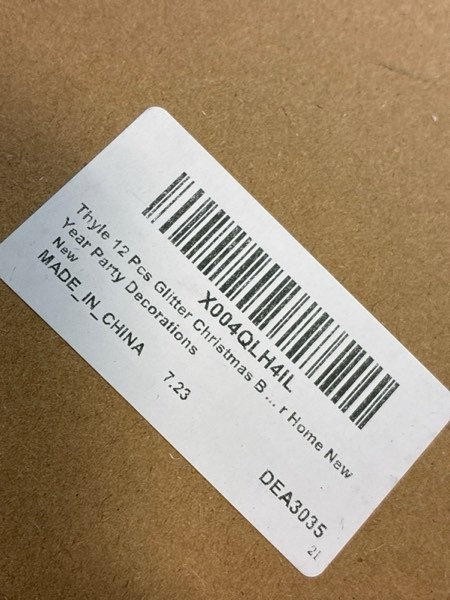 X004QLH4IL
Thyle 12 Pcs Glitter Christmas B... r Home New
Year Party Decorations
New
MADE_IN_CHINA 7.23
DEA3035
21